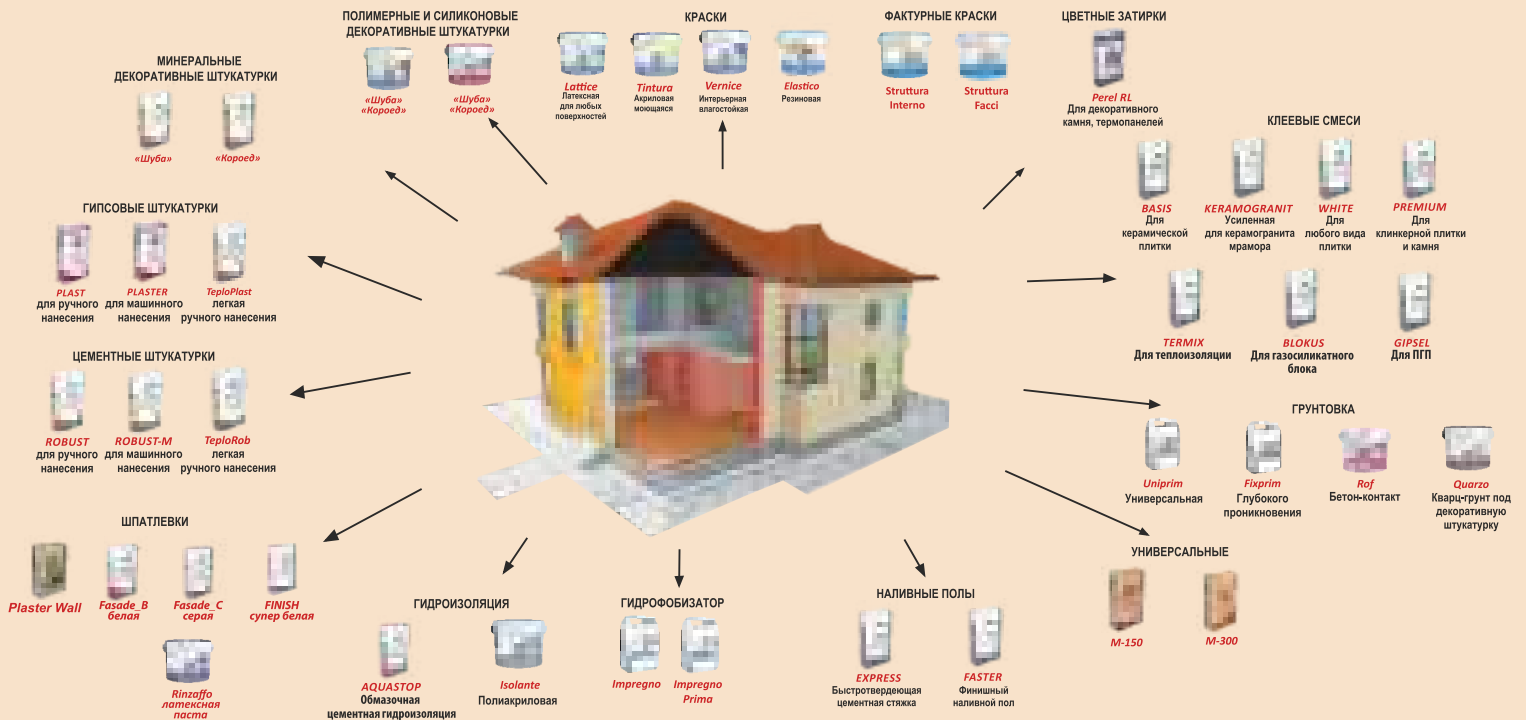 ПОЛИМЕРНЫЕ И СИЛИКОНОВЫЕ
ДЕКОРАТИВНЫЕ ШТУКАТУРКИ
«Шуба»
«Короед»
«Шуба»
«Короед»
КРАСКИ
Lattice
Латексная
для любых
поверхностей
Tintura
Акриловая
моющаяся
Vernice
Интерьерная
влагостойкая
Elastico
Резиновая
ФАКТУРНЫЕ КРАСКИ
Struttura
Interno
Struttura
Facci
ЦВЕТНЫЕ ЗАТИРКИ
Perel RL
Для декоративного
камня, термопанелей
МИНЕРАЛЬНЫЕ
ДЕКОРАТИВНЫЕ ШТУКАТУРКИ
«Шуба»
«Короед»
КЛЕЕВЫЕ СМЕСИ
BASIS
Для
керамической
плитки
KERAMOGRANIT
Усиленная
для керамогранита
мрамора
WHITE
Для
любого вида
плитки
PREMIUM
Для
клинкерной плитки
и камня
TERMIX
Для теплоизоляции
BLOKUS
Для газосиликатного
блока
GIPSEL
Для ПГП
ГИПСОВЫЕ ШТУКАТУРКИ
PLAST
для ручного
нанесения
PLASTER
для машинного
нанесения
TeploPlast
легкая
ручного нанесения
ЦЕМЕНТНЫЕ ШТУКАТУРКИ
ROBUST
для ручного
нанесения
ROBUST-M
для машинного
нанесения
TeploRob
легкая
ручного нанесения
ГРУНТОВКА
Uniprim
Универсальная
Fixprim
Глубокого
проникновения
Rof
Бетон-контакт
Quarzo
Кварц-грунт под
декоративную
штукатурку
ШПАТЛЕВКИ
Plaster Wall
Fasade_B
белая
Fasade_C
серая
FINISH
супер белая
Rinzaffo
латексная
паста
ГИДРОИЗОЛЯЦИЯ
AQUASTOP
Обмазочная
цементная гидроизоляция
Isolante
Полиакриловая
ГИДРОФОБИЗАТОР
Impregno
Impregno
Prima
НАЛИВНЫЕ ПОЛЫ
EXPRESS
Быстротвердеющая
цементная стяжка
FASTER
Финишный
наливной пол
УНИВЕРСАЛЬНЫЕ
M-150
M-300